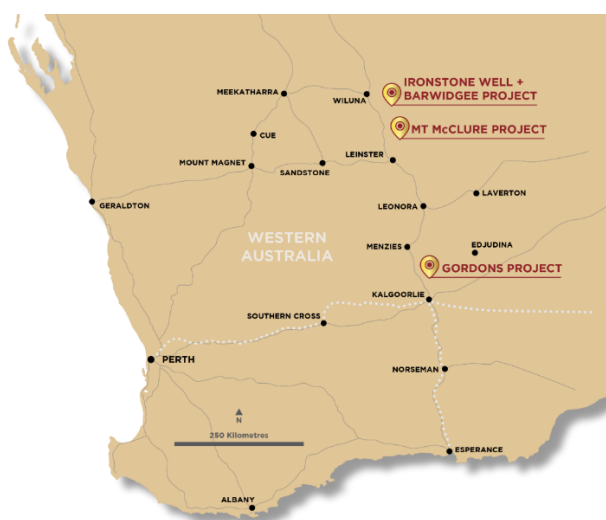 IRONSTONE WELL +
BARWIDGEE PROJECT
MEEKATHARRA
WILUNA
MT McCLURE PROJECT
CUE
LEINSTER
MOUNT MAGNET
SANDSTONE
LAVERTON
GERALDTON
LEONORA
WESTERN
AUSTRALIA
MENZIES
EDJUDINA
GORDONS PROJECT
KALGOORLIE
SOUTHERN CROSS
PERTH
NORSEMAN
N
250 Kilometres
ESPERANCE
ALBANY